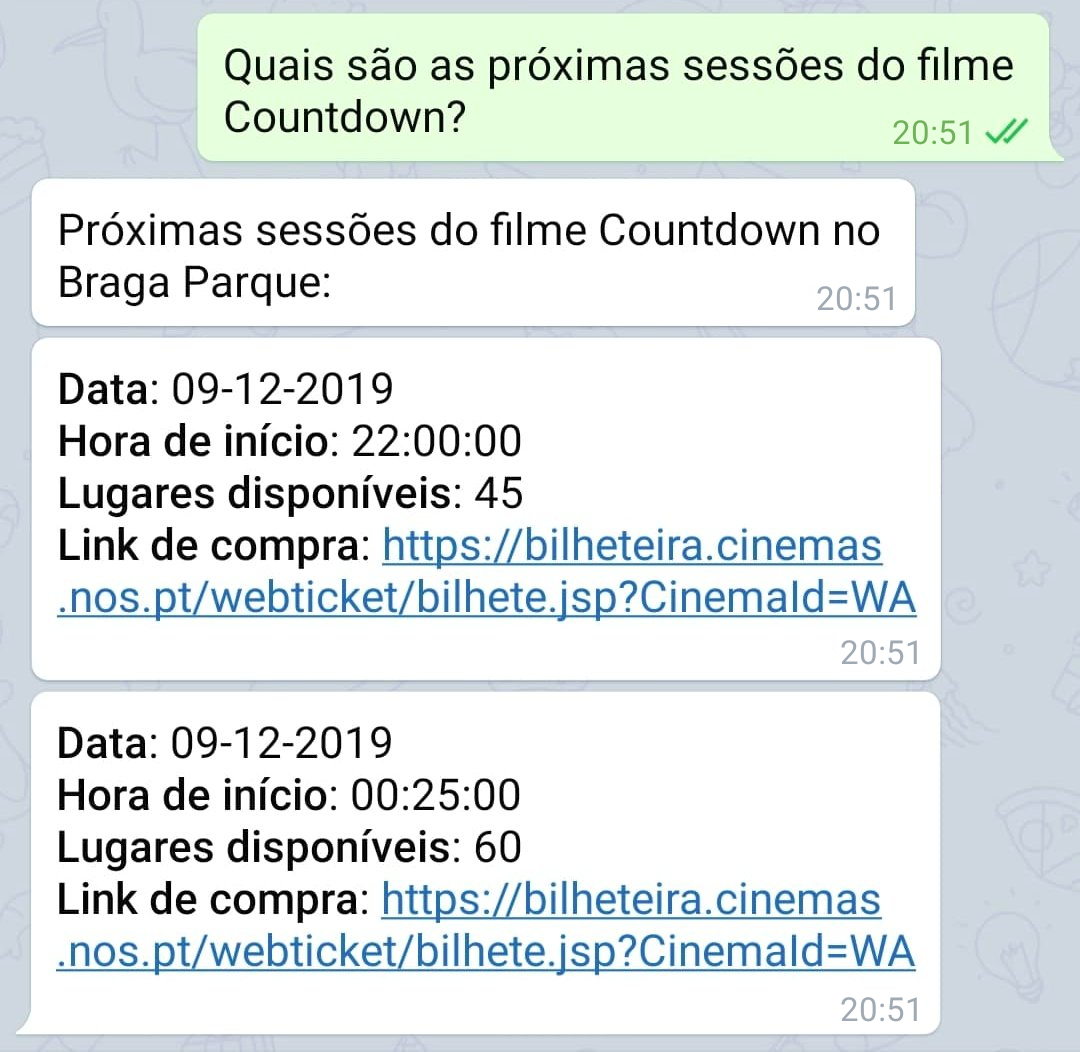 Quais são as próximas sessões do filme
Countdown?
20:51
Próximas sessões do filme Countdown no
Braga Parque:
20:51
Data: 09-12-2019
Hora de início: 22:00:00
Lugares disponíveis: 45
Link de compra: https://bilheteira.cinemas
.nos.pt/webticket/bilhete.jsp?CinemaId=WA
20:51
Data: 09-12-2019
Hora de início: 00:25:00
Lugares disponíveis: 60
Link de compra: https://bilheteira.cinemas
.nos.pt/webticket/bilhete.jsp?CinemaId=WA
20:51